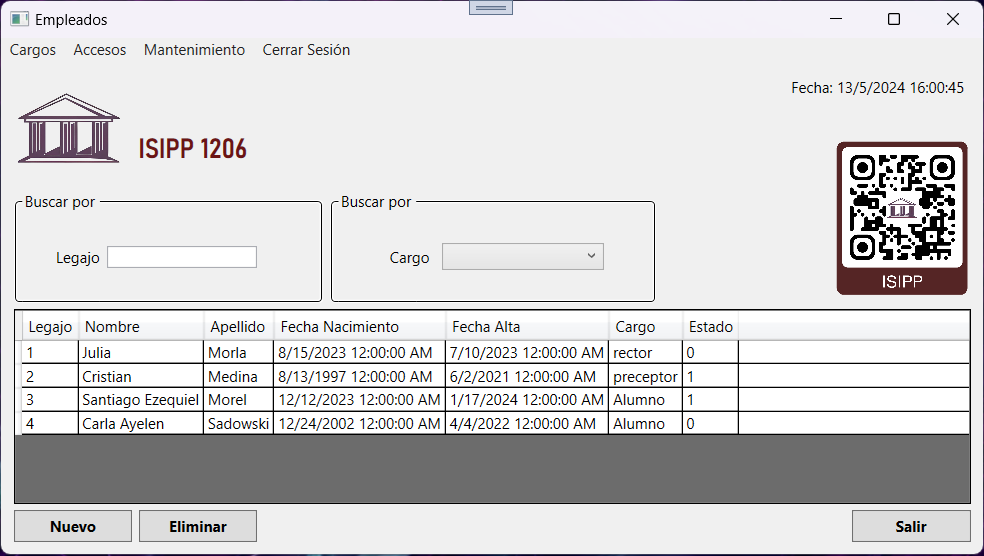 Empleados
Cargos Accesos Mantenimiento Cerrar Sesión
Fecha: 13/5/2024 16:00:45
ISIPP 1206
ISIPP
Buscar por
Legajo
Buscar por
Cargo
Legajo Nombre Apellido Fecha Nacimiento Fecha Alta Cargo Estado
1 Julia Morla 8/15/2023 12:00:00 AM 7/10/2023 12:00:00 AM rector 0
2 Cristian Medina 8/13/1997 12:00:00 AM 6/2/2021 12:00:00 AM preceptor 1
3 Santiago Ezequiel Morel 12/12/2023 12:00:00 AM 1/17/2024 12:00:00 AM Alumno 1
4 Carla Ayelen Sadowski 12/24/2002 12:00:00 AM 4/4/2022 12:00:00 AM Alumno 0
Nuevo Eliminar Salir